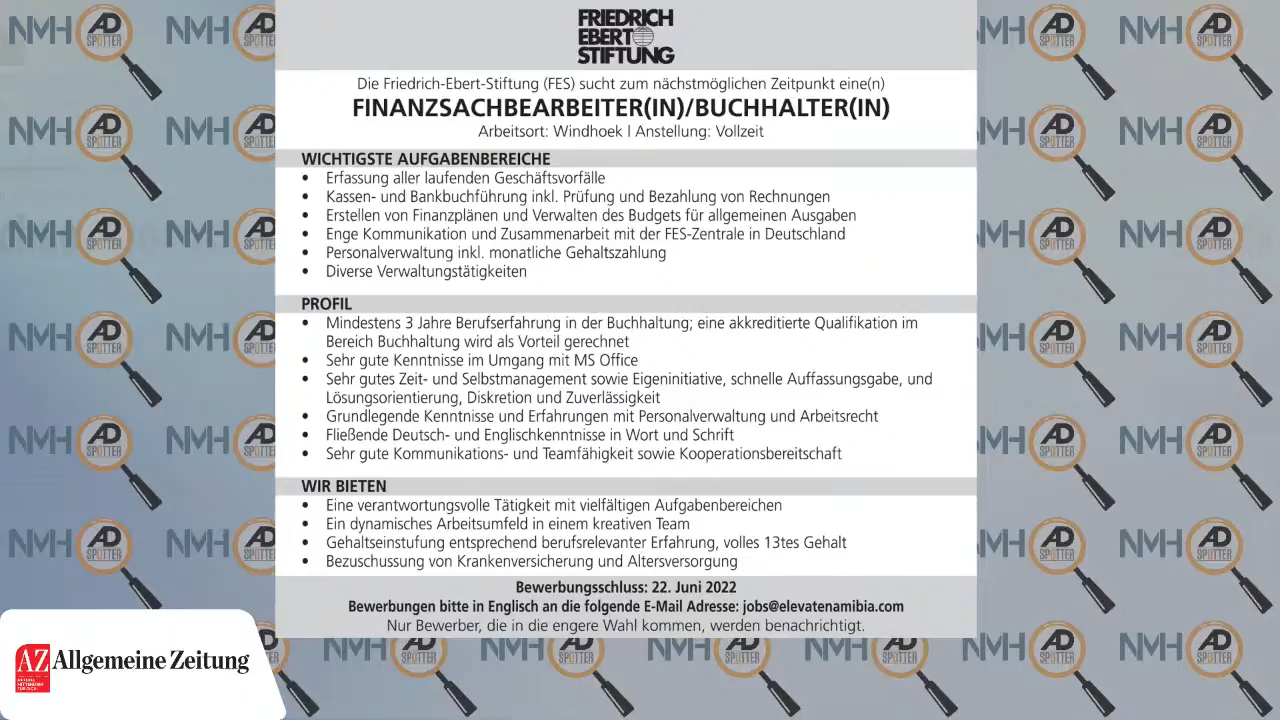 FRIEDRICH
EBERT
STIFTUNG
Die Friedrich-Ebert-Stiftung (FES) sucht zum nächstmöglichen Zeitpunkt eine(n)
FINANZSACHBEARBEITER(IN)/BUCHHALTER(IN)
Arbeitsort: Windhoek I Anstellung: Vollzeit
WICHTIGSTE AUFGABENBEREICHE
• Erfassung aller laufenden Geschäftsvorfälle
• Kassen- und Bankbuchführung inkl. Prüfung und Bezahlung von Rechnungen
• Erstellen von Finanzplänen und Verwalten des Budgets für allgemeinen Ausgaben
• Enge Kommunikation und Zusammenarbeit mit der FES-Zentrale in Deutschland
• Personalverwaltung inkl. monatliche Gehaltszahlung
• Diverse Verwaltungstätigkeiten
PROFIL
• Mindestens 3 Jahre Berufserfahrung in der Buchhaltung; eine akkreditierte Qualifikation im
Bereich Buchhaltung wird als Vorteil gerechnet
• Sehr gute Kenntnisse im Umgang mit MS Office
• Sehr gutes Zeit- und Selbstmanagement sowie Eigeninitiative, schnelle Auffassungsgabe, und
Lösungsorientierung, Diskretion und Zuverlässigkeit
• Grundlegende Kenntnisse und Erfahrungen mit Personalverwaltung und Arbeitsrecht
• Fließende Deutsch- und Englischkenntnisse in Wort und Schrift
• Sehr gute Kommunikations- und Teamfähigkeit sowie Kooperationsbereitschaft
WIR BIETEN
• Eine verantwortungsvolle Tätigkeit mit vielfältigen Aufgabenbereichen
• Ein dynamisches Arbeitsumfeld in einem kreativen Team
• Gehaltseinstufung entsprechend berufsrelevanter Erfahrung, volles 13tes Gehalt
• Bezuschussung von Krankenversicherung und Altersversorgung
Bewerbungsschluss: 22. Juni 2022
Bewerbungen bitte in Englisch an die folgende E-Mail Adresse: jobs@elevatenamibia.com
Nur Bewerber, die in die engere Wahl kommen, werden benachrichtigt.
NMH AD SPOTTER
AZ Allgemeine Zeitung